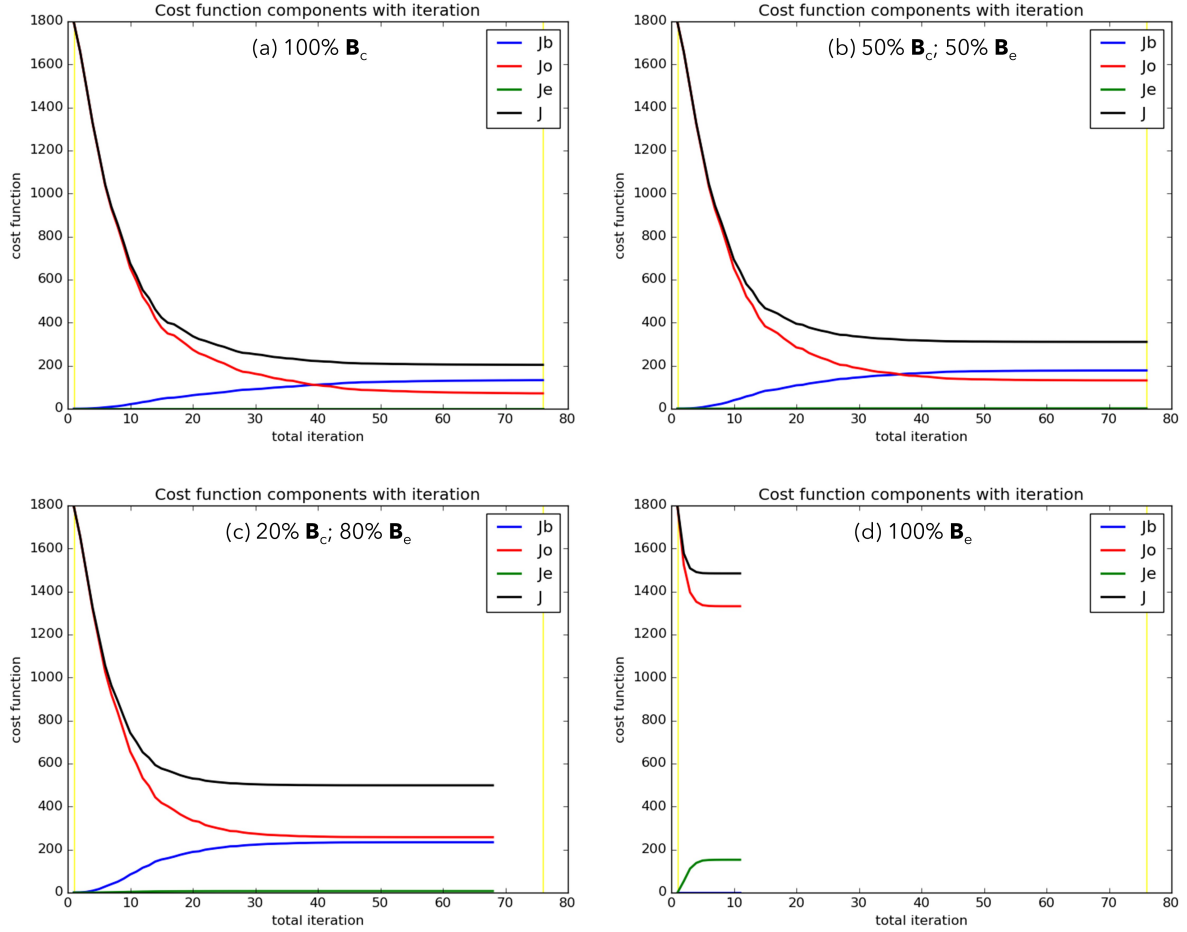 Cost function components with iteration
(a) 100% Bc
Jb
Jo
Je
J
1800
1600
1400
1200
1000
800
600
400
200
0
cost function
0 10 20 30 40 50 60 70 80
total iteration
Cost function components with iteration
(b) 50% Bc; 50% Be
Jb
Jo
Je
J
1800
1600
1400
1200
1000
800
600
400
200
0
cost function
0 10 20 30 40 50 60 70 80
total iteration
Cost function components with iteration
(c) 20% Bc; 80% Be
Jb
Jo
Je
J
1800
1600
1400
1200
1000
800
600
400
200
0
cost function
0 10 20 30 40 50 60 70 80
total iteration
Cost function components with iteration
(d) 100% Be
Jb
Jo
Je
J
1800
1600
1400
1200
1000
800
600
400
200
0
cost function
0 10 20 30 40 50 60 70 80
total iteration